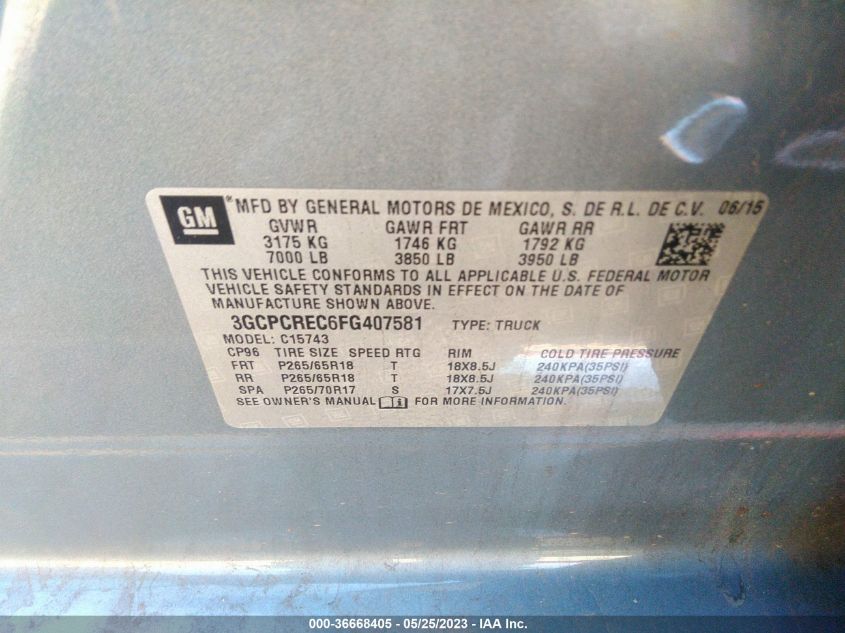 GM ® MFD BY GENERAL MOTORS DE MEXICO, S. DE R.L. DE C.V. 06/15
GVWR GAWR FRT GAWR RR
3175 KG 1746 KG 1792 KG
7000 LB 3850 LB 3950 LB
THIS VEHICLE CONFORMS TO ALL APPLICABLE U.S. FEDERAL MOTOR
VEHICLE SAFETY STANDARDS IN EFFECT ON THE DATE OF
MANUFACTURE SHOWN ABOVE.
3GCPCREC6FG407581 TYPE: TRUCK
MODEL: C15743
CP96 TIRE SIZE SPEED RTG RIM COLD TIRE PRESSURE
FRT P265/65R18 T 18X8.5J 240KPA(35PSI)
RR P265/65R18 T 18X8.5J 240KPA(35PSI)
SPA P265/70R17 S 17X7.5J 240KPA(35PSI)
SEE OWNER'S MANUAL FOR MORE INFORMATION.
000-36668405 - 05/25/2023 - IAA Inc.